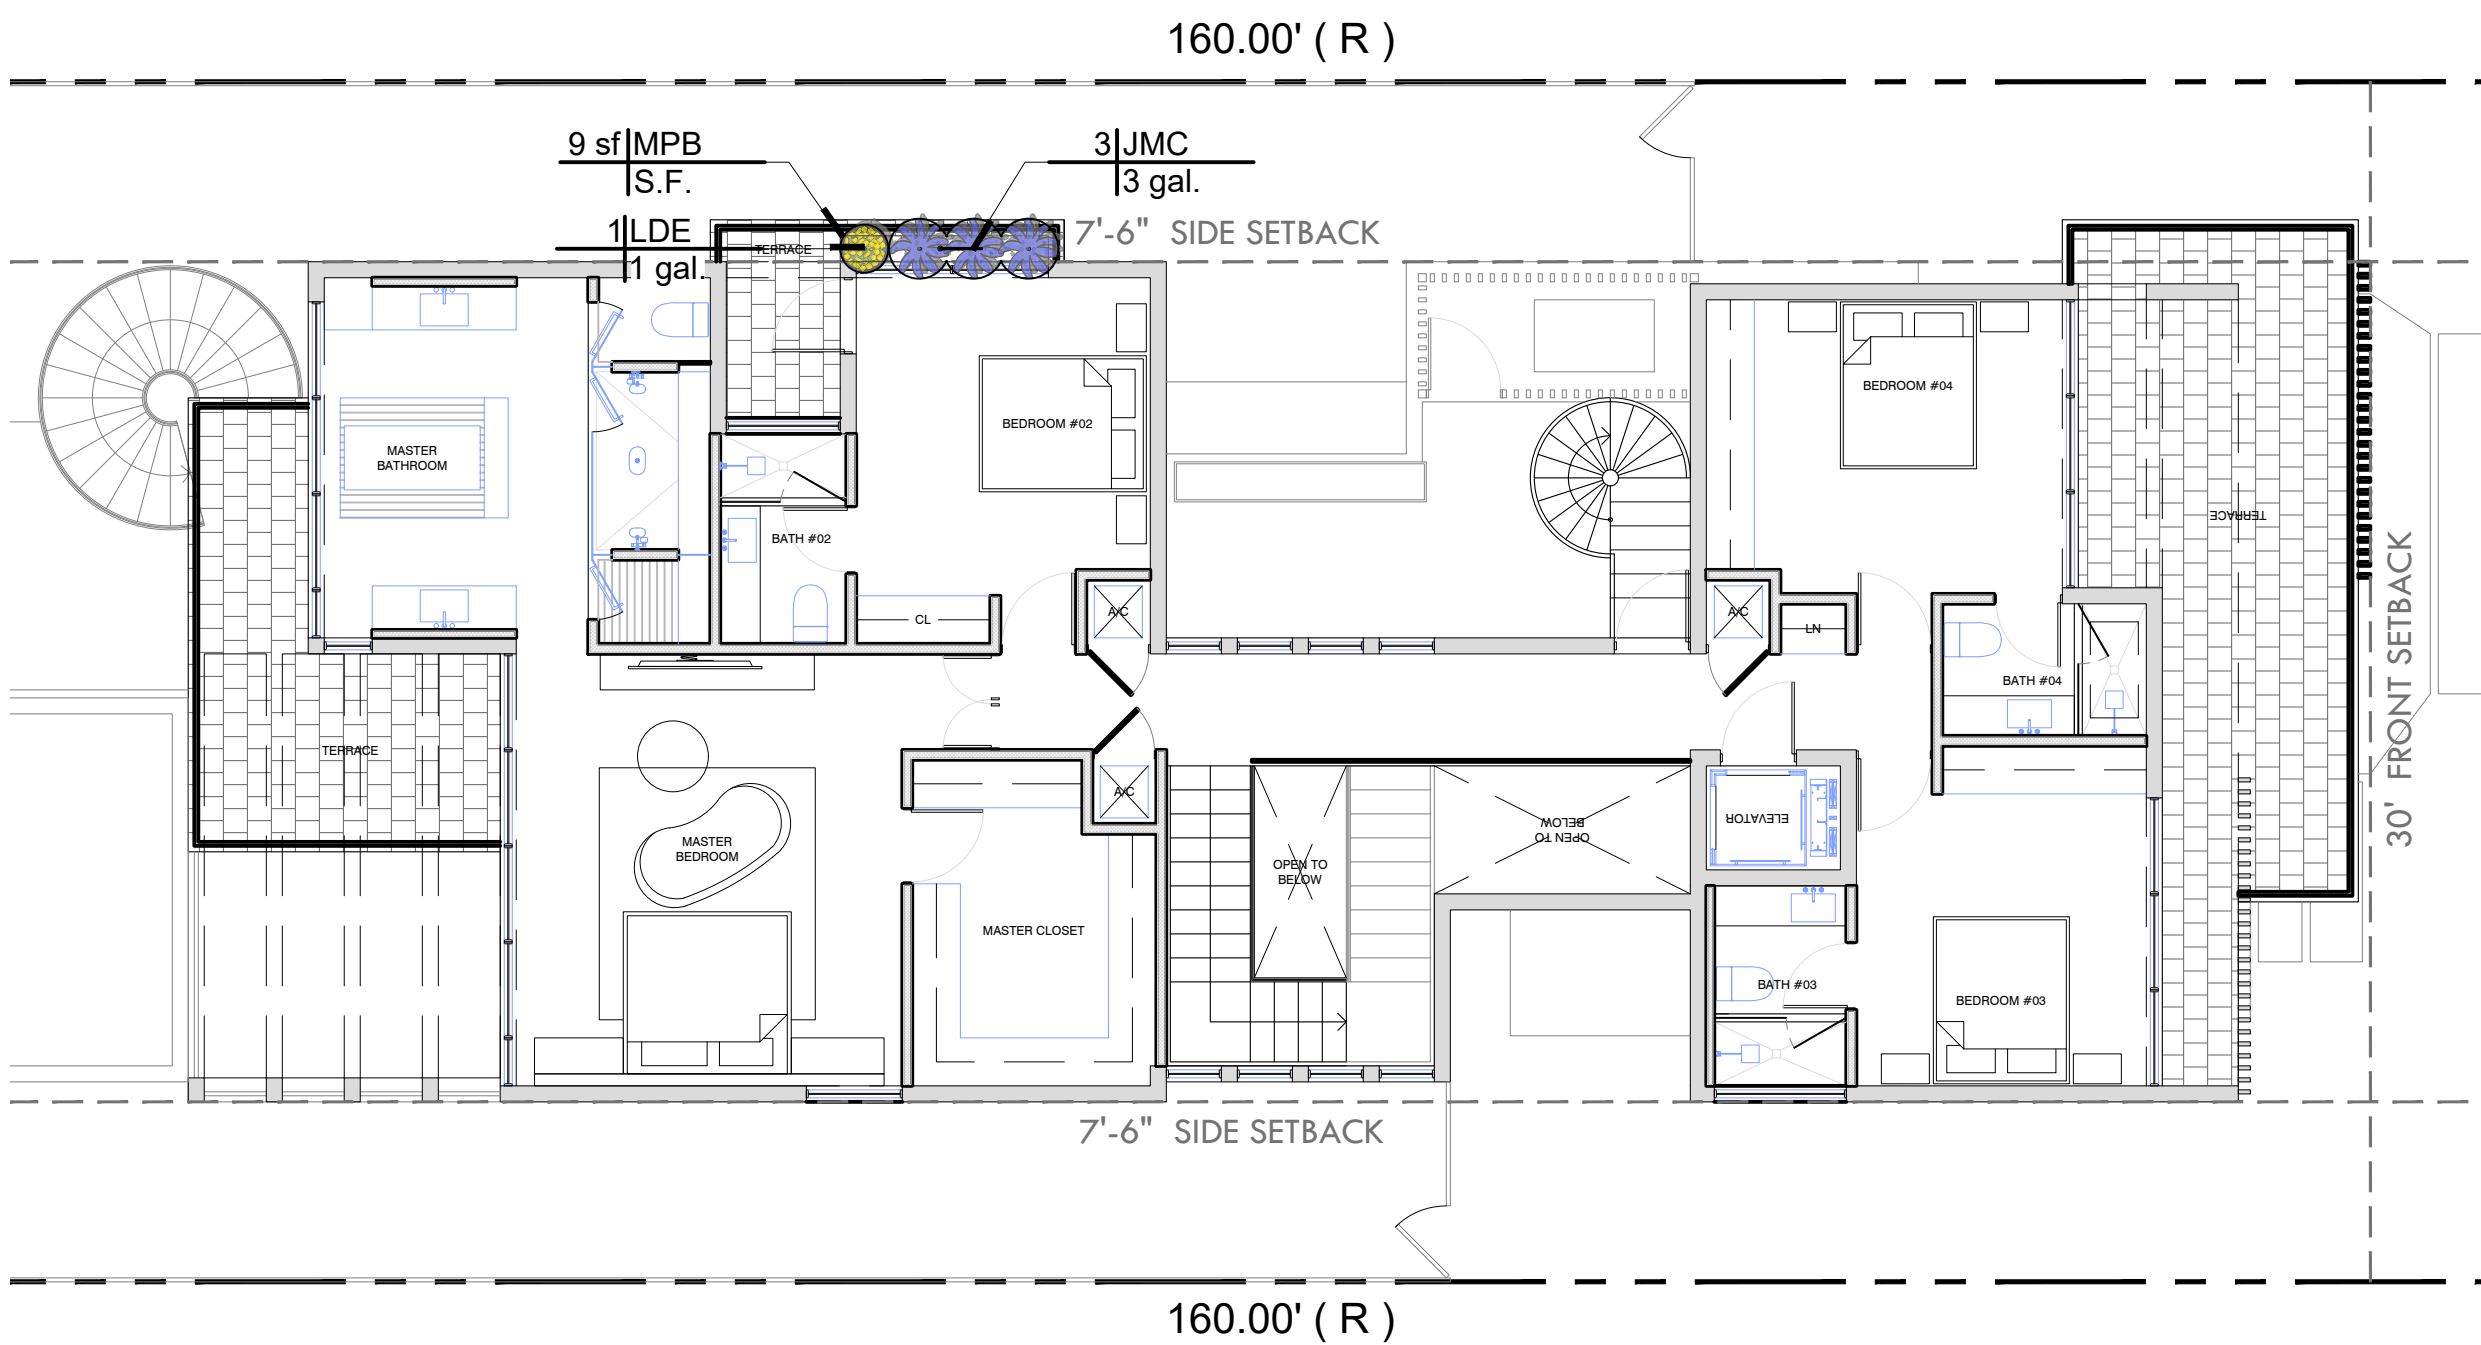 160.00' ( R )
9 sf MPB
S.F.
3 JMC
3 gal.
1 LDE
1 gal.
TERRACE
7'-6" SIDE SETBACK
BEDROOM #04
BEDROOM #02
MASTER
BATHROOM
TERRACE
BATH #02
A/C
CL
A/C
LN
BATH #04
30' FRONT SETBACK
TERRACE
A/C
ELEVATOR
OPEN TO
BELOW
MASTER
BEDROOM
OPEN TO
BELOW
MASTER CLOSET
BATH #03
BEDROOM #03
7'-6" SIDE SETBACK
160.00' ( R )